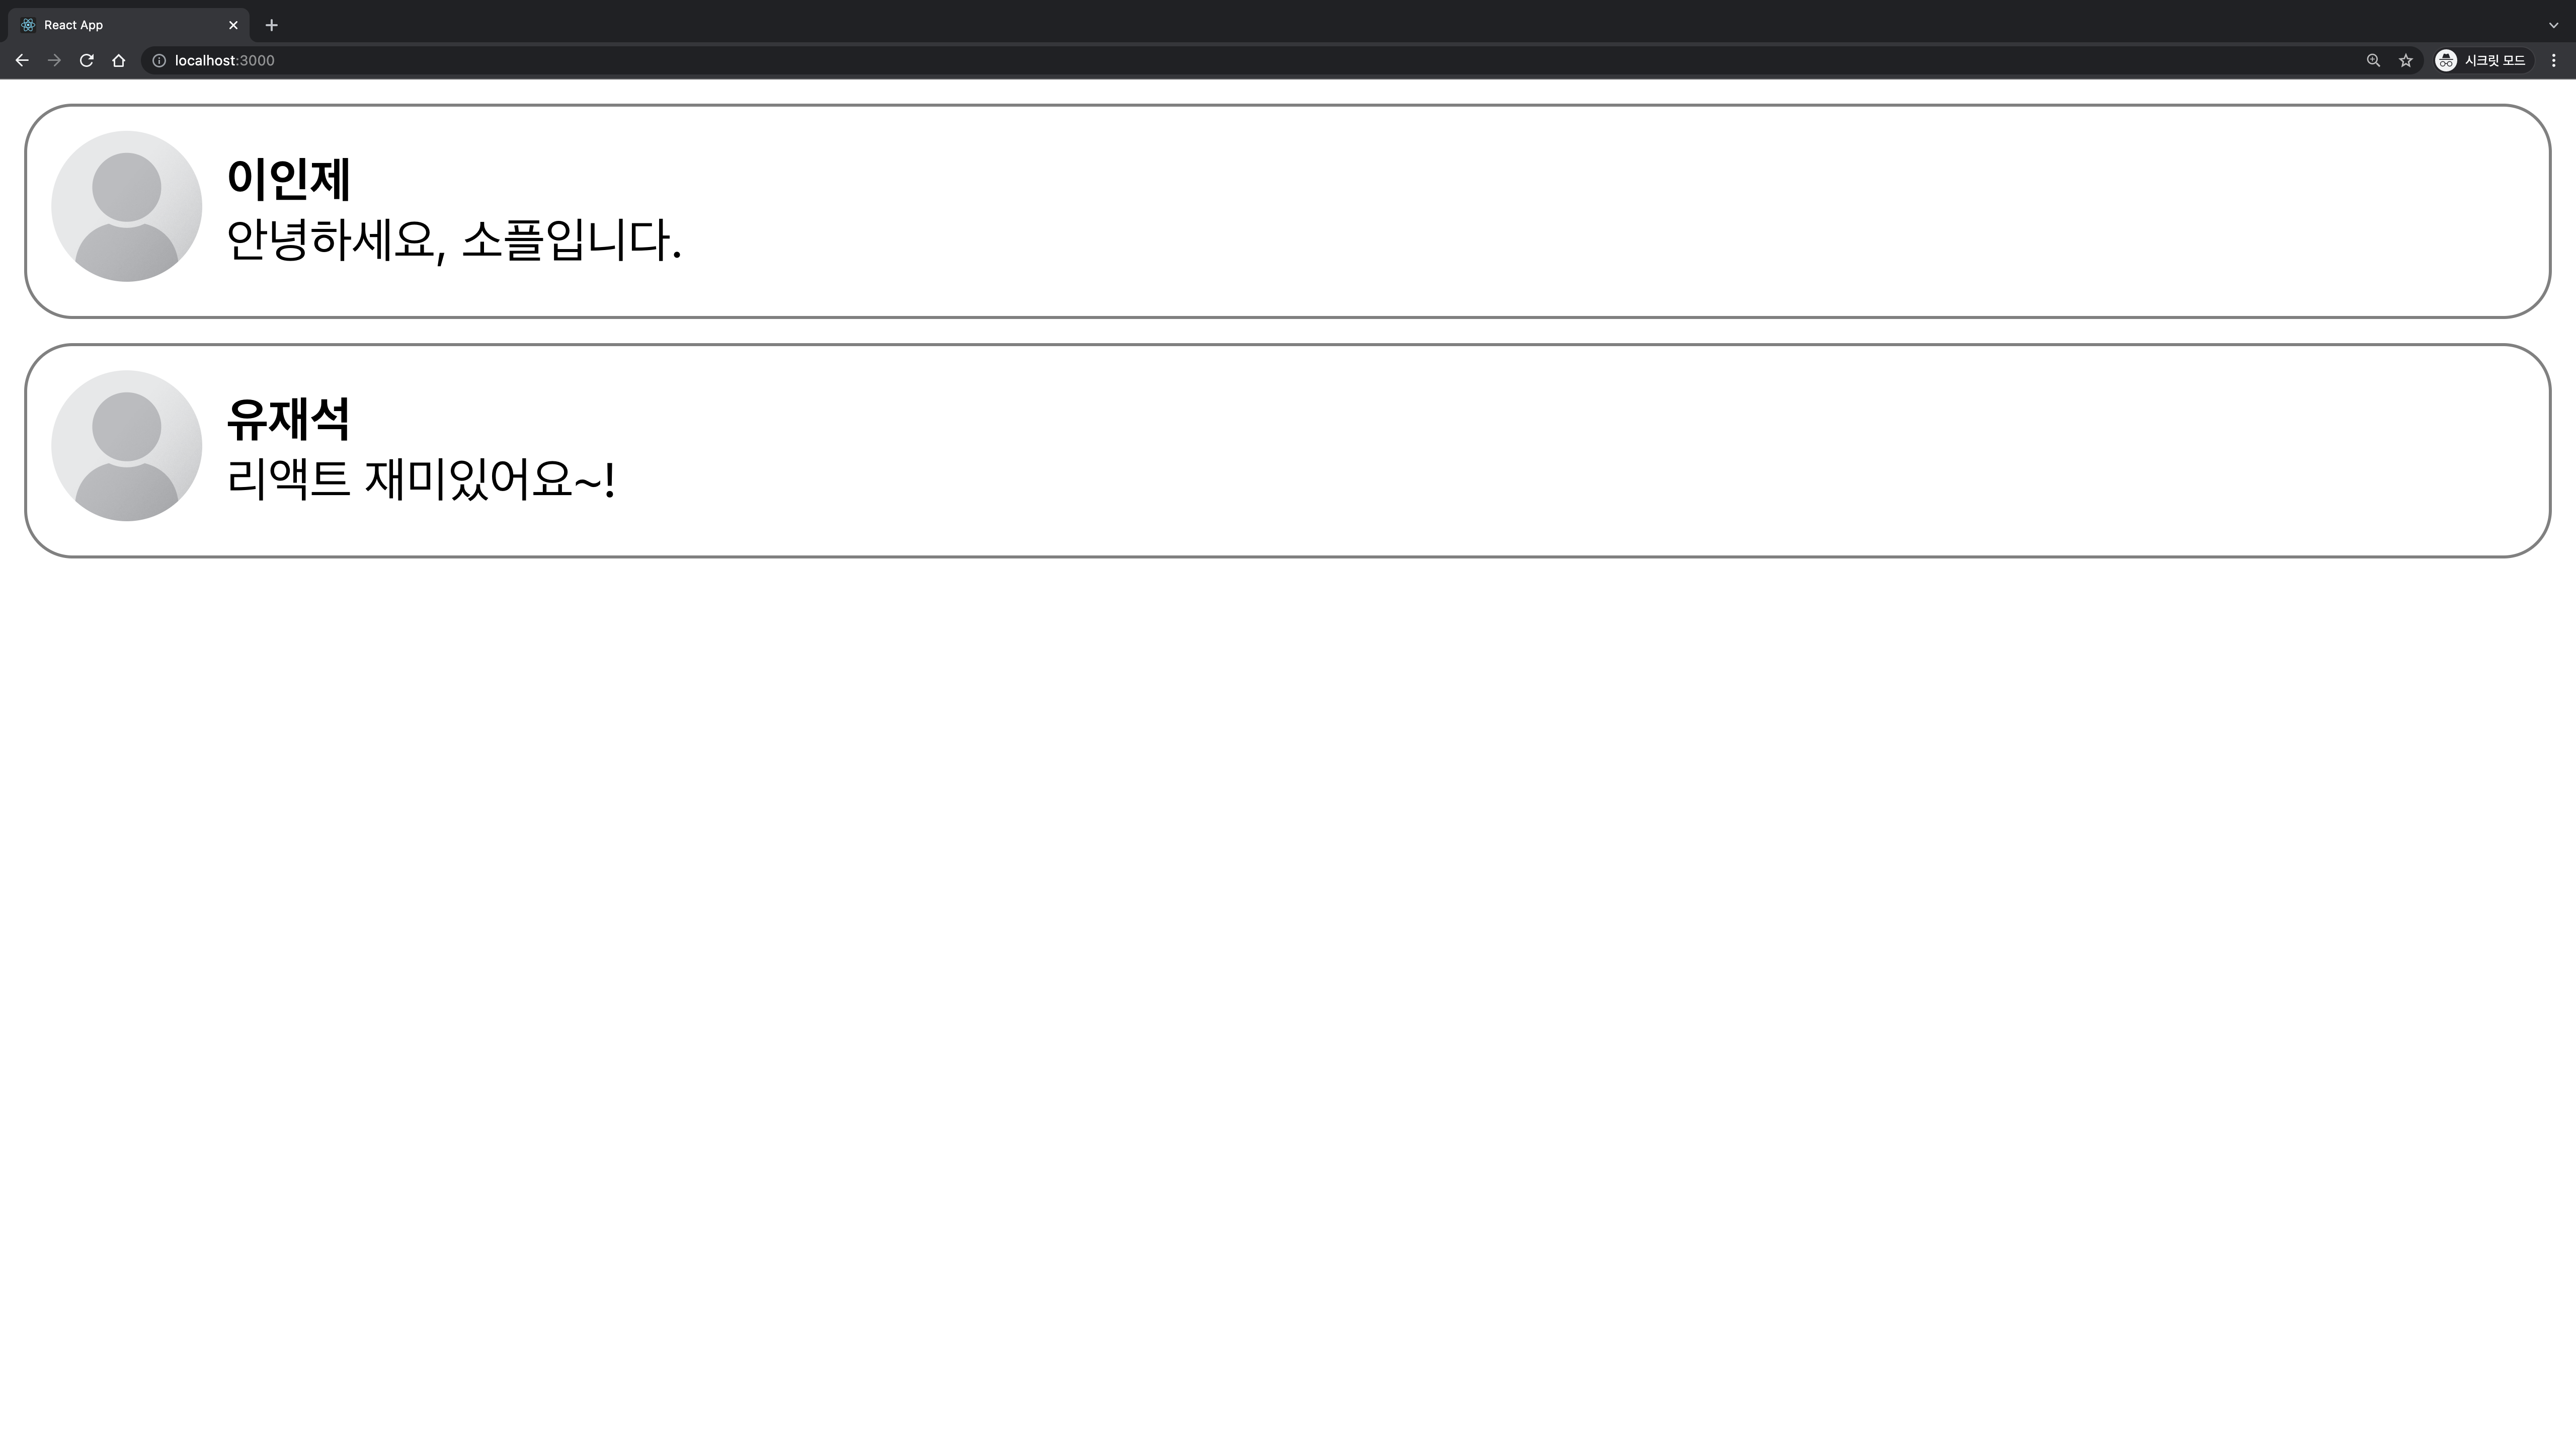 React App
localhost:3000
시크릿 모드
이인제
안녕하세요, 소플입니다.
유재석
리액트 재미있어요~!